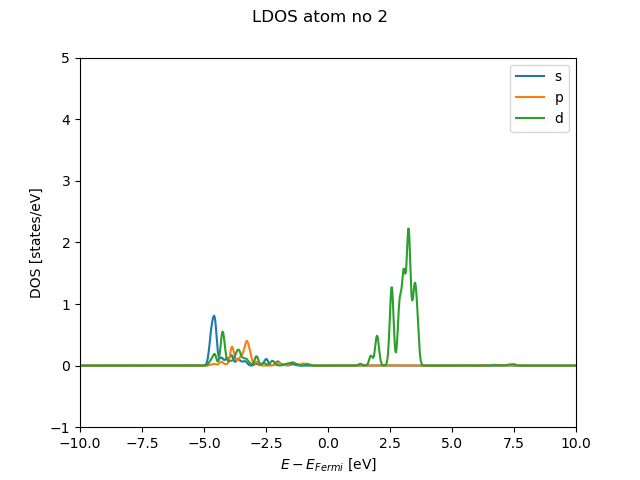 LDOS atom no 2
DOS [states/eV]
5
4
3
2
1
0
−1
s
p
d
−10.0 −7.5 −5.0 −2.5 0.0 2.5 5.0 7.5 10.0
E − E_Fermi [eV]